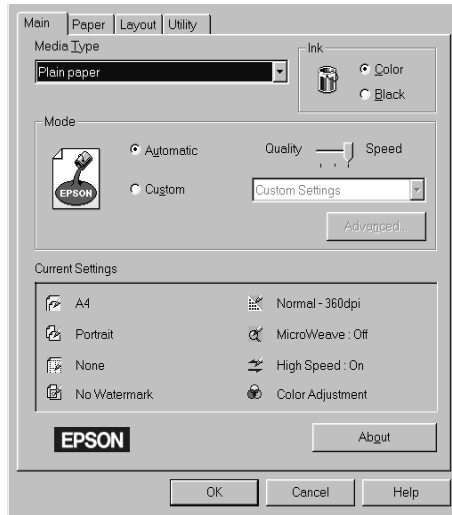 Main Paper Layout Utility
Media Type
Plain paper
Ink
Color
Black
Mode
EPSON
Automatic
Custom
Quality Speed
Custom Settings
Advanced...
Current Settings
A4
Portrait
None
No Watermark
Normal - 360dpi
MicroWeave : Off
High Speed : On
Color Adjustment
EPSON
About
OK Cancel Help